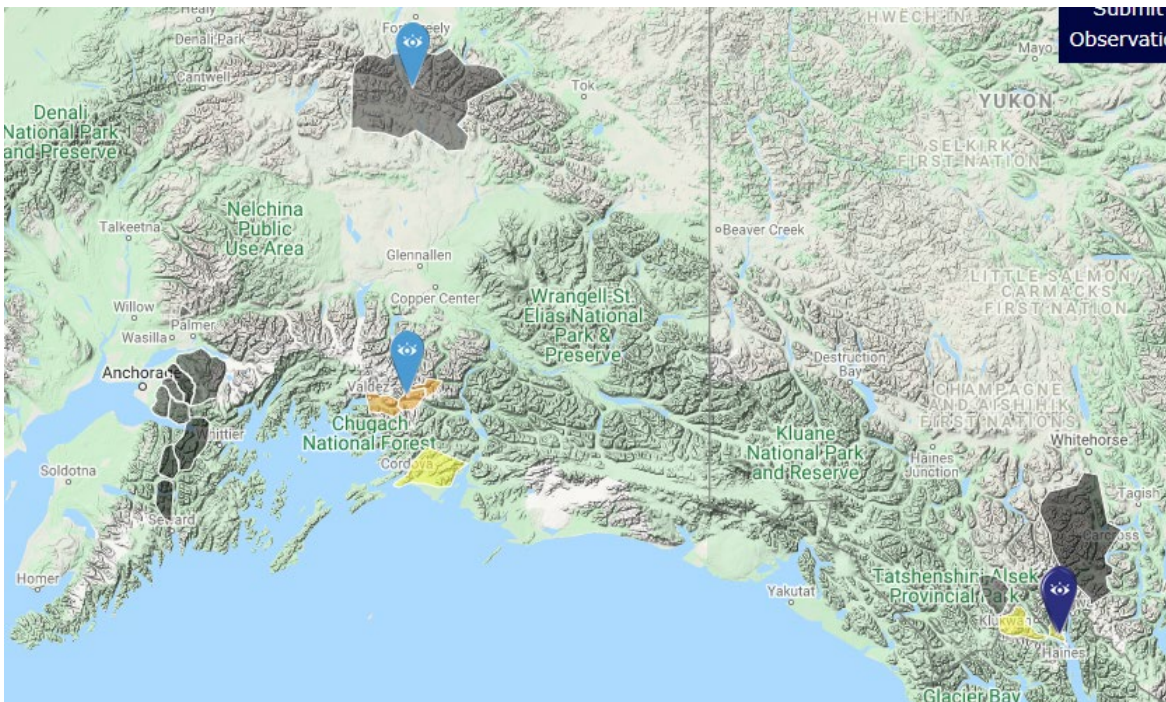 Healy
Denali Park
Cantwell
Submit
Observatio
HWECH'IN
Mayo
Tok
YUKON
Denali
National Park
and Preserve
SELKIRK
FIRST NATION
Nelchina
Public
Use Area
Talkeetna
Beaver Creek
Glennallen
LITTLE SALMON/
CARMACKS
FIRST NATION
Copper Center
Wrangell-St.
Elias National
Park &
Preserve
Willow
Palmer
Wasilla
Destruction
Bay
Anchorage
Valdez
CHAMPAGNE
AND AISHIHIK
FIRST NATIONS
Chugach
National Forest
Whittier
Whitehorse
Kluane
National Park
and Reserve
Haines
Junction
Cordova
Soldotna
Tagish
Seward
Carcross
Homer
Yakutat
Tatshenshini-Alsek
Provincial Park
Klukwan
Haines
Glacier Bay